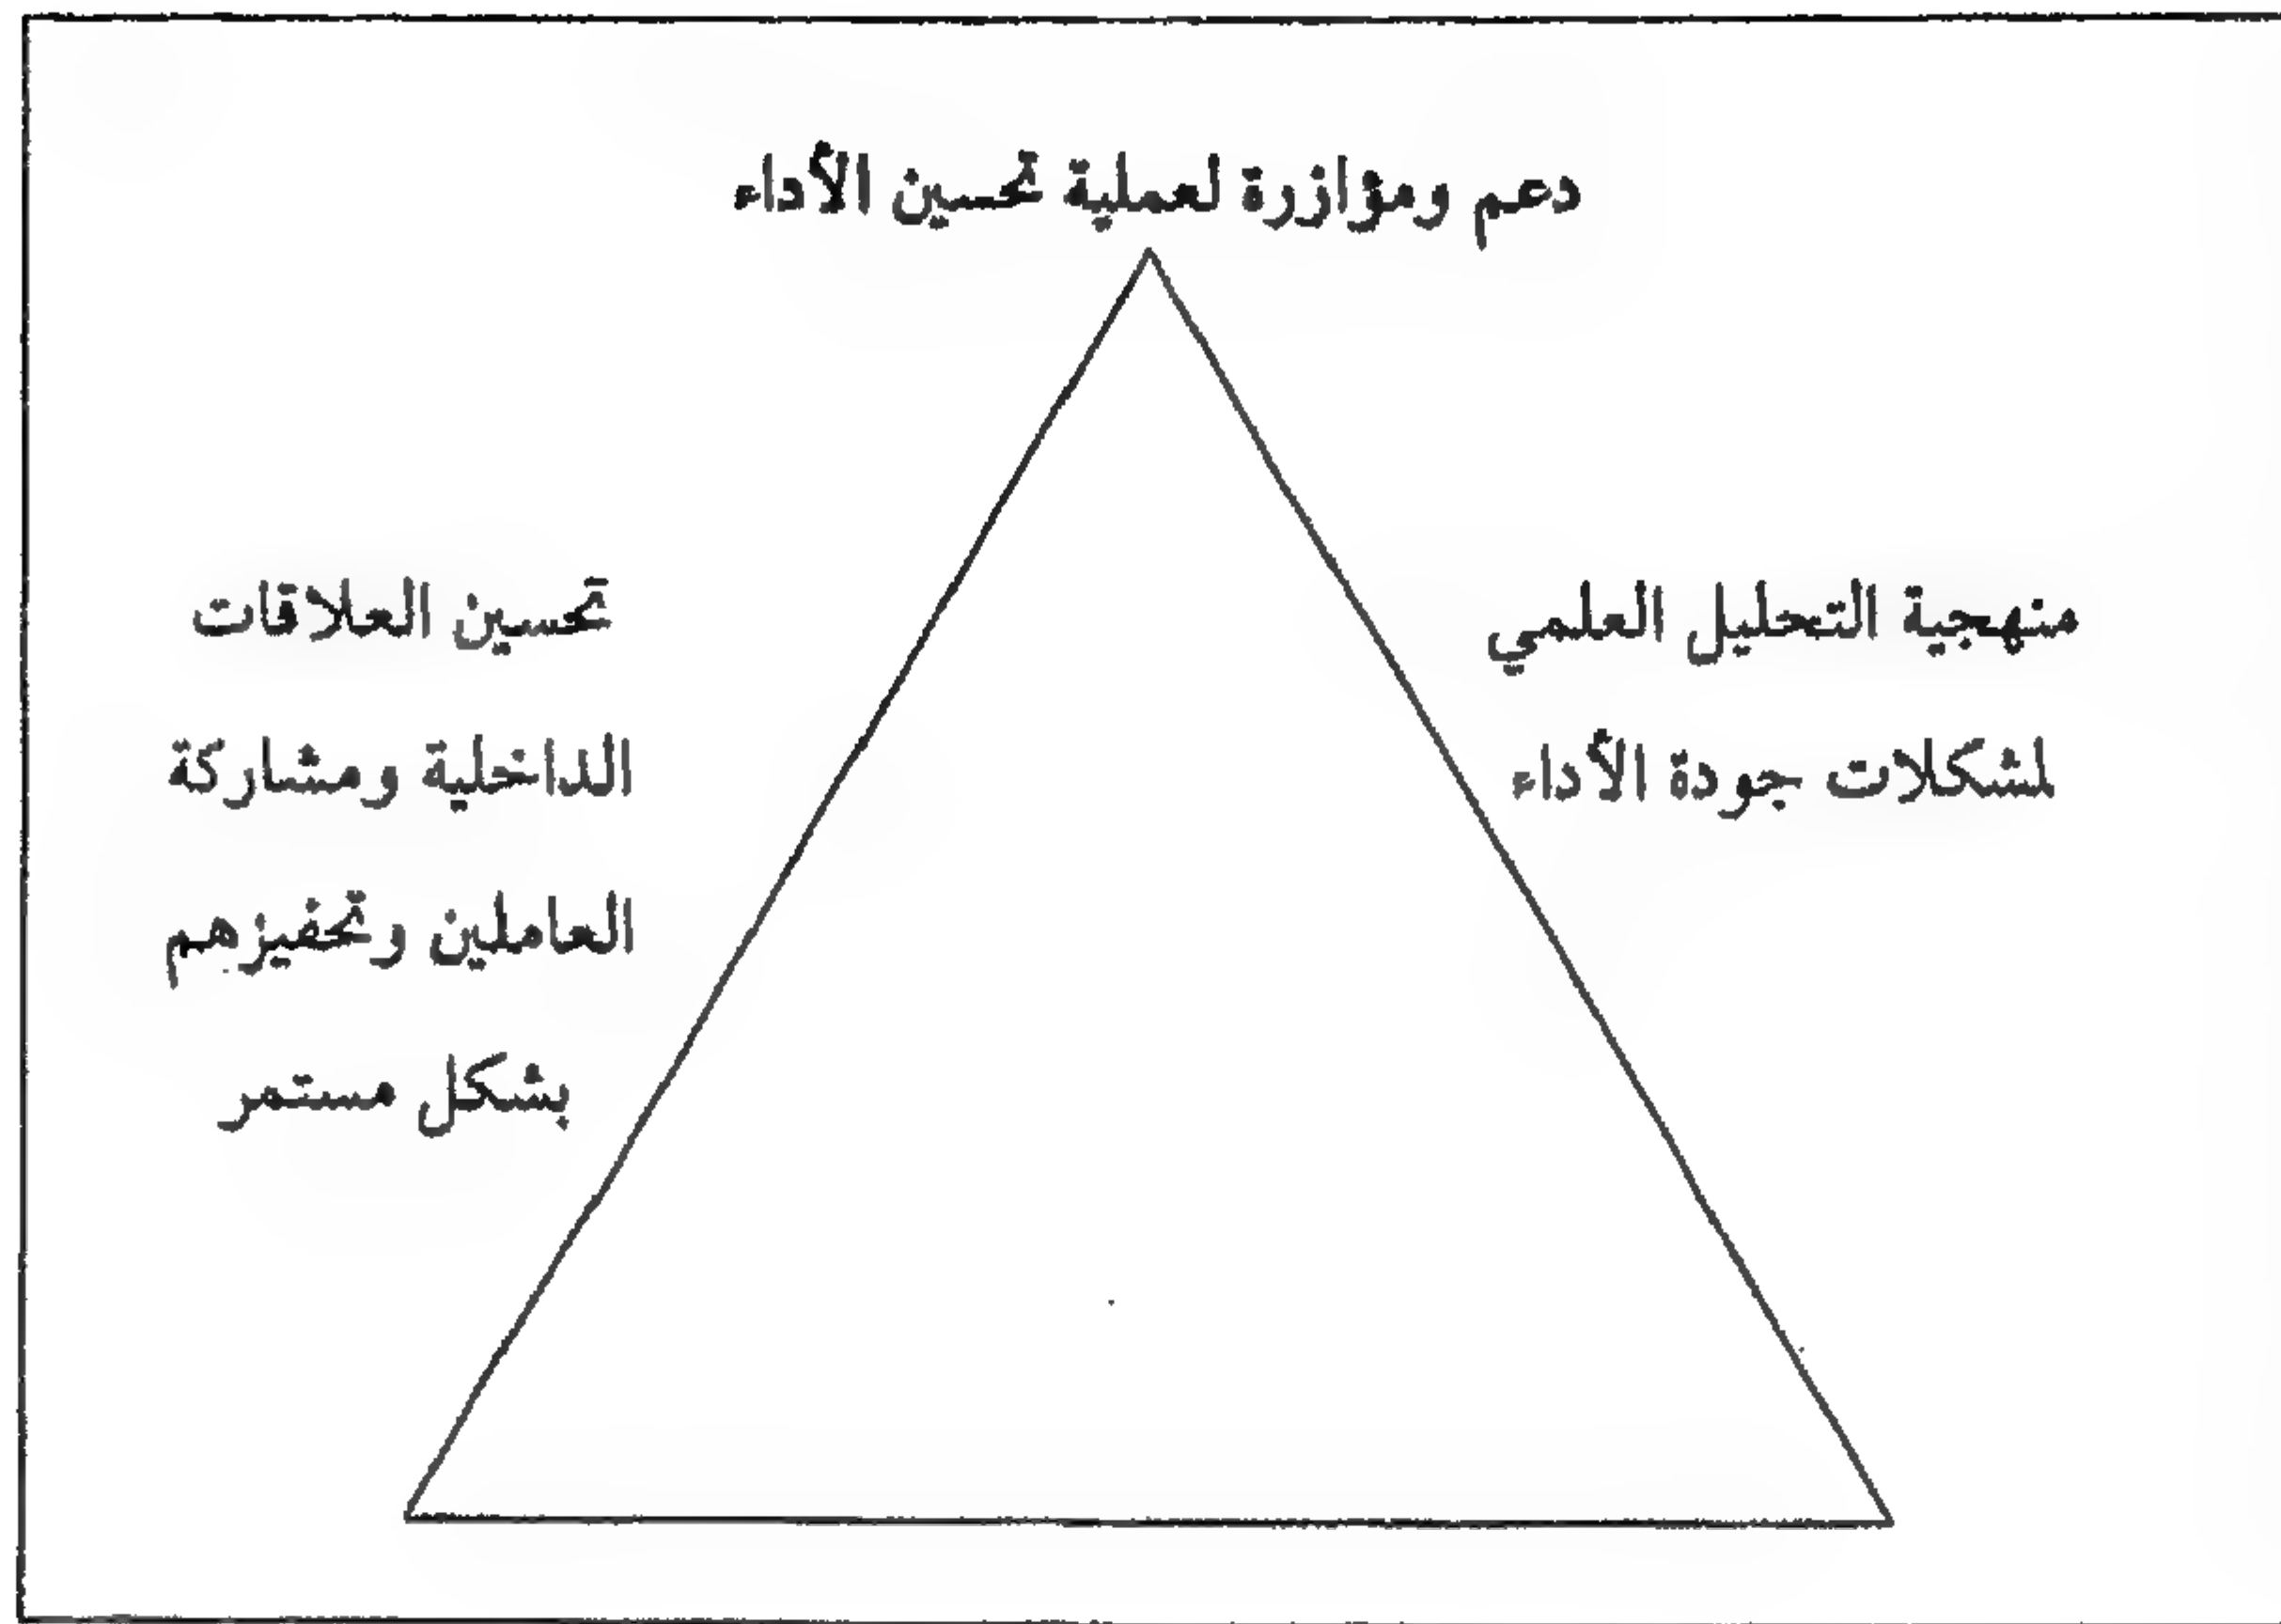 دعم ومؤازرة لعملية تحسين الأداء
منهجية التحليل العلمي
لمشكلات جودة الأداء
تحسين العلاقات
الداخلية ومشاركة
العاملين وتحفيزهم
بشكل مستمر